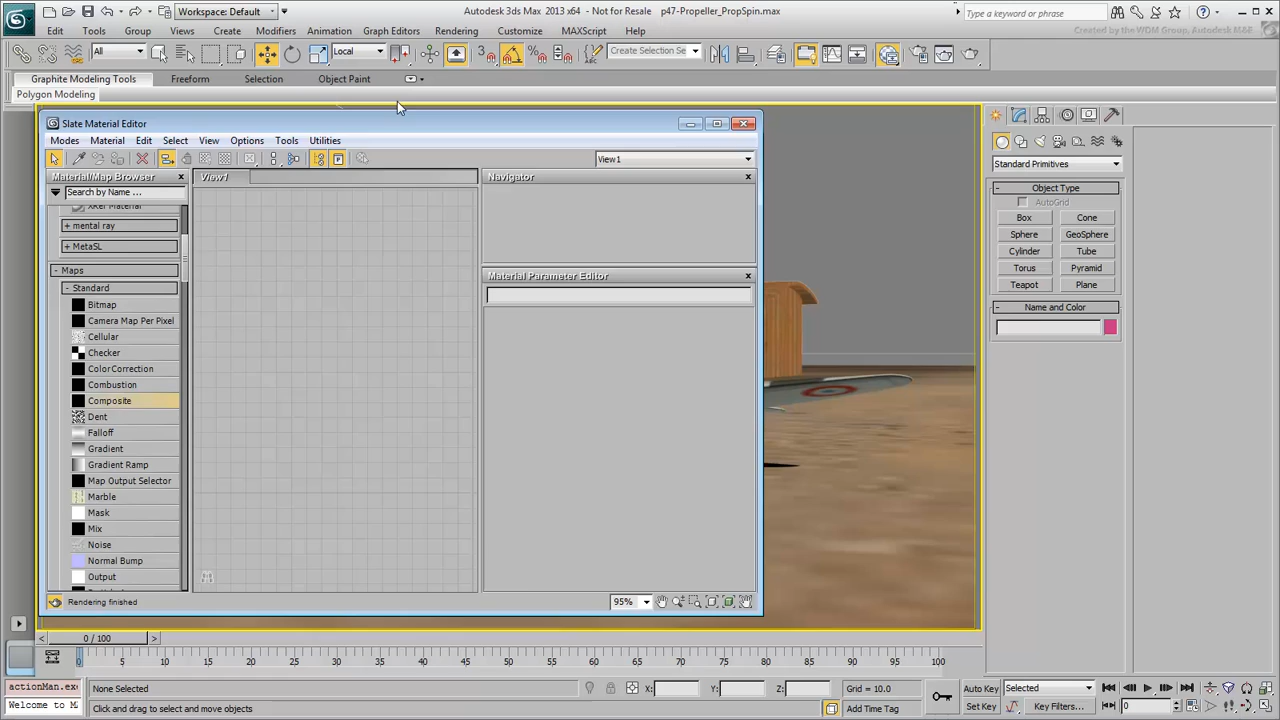 Workspace: Default
Autodesk 3ds Max 2013 x64 - Not for Resale p47-Propeller_PropSpin.max
Type a keyword or phrase
Edit Tools Group Views Create Modifiers Animation Graph Editors Rendering Customize MAXScript Help
Created by the WDM Group, Autodesk M&E
All
Local
Create Selection Se
Graphite Modeling Tools Freeform Selection Object Paint
Polygon Modeling
Slate Material Editor
Modes Material Edit Select View Options Tools Utilities
View1
Material/Map Browser
View1
Navigator
Search by Name ...
XRef Material
+ mental ray
+ MetaSL
- Maps
- Standard
Bitmap
Camera Map Per Pixel
Cellular
Checker
ColorCorrection
Combustion
Composite
Dent
Falloff
Gradient
Gradient Ramp
Map Output Selector
Marble
Mask
Mix
Noise
Normal Bump
Output
Material Parameter Editor
Rendering finished
95%
Standard Primitives
- Object Type
AutoGrid
Box Cone
Sphere GeoSphere
Cylinder Tube
Torus Pyramid
Teapot Plane
- Name and Color
< 0 / 100 >
0 5 10 15 20 25 30 35 40 45 50 55 60 65 70 75 80 85 90 95 100
actionMan.exe
None Selected
X: Y: Z:
Grid = 10.0
Auto Key
Selected
Welcome to M
Click and drag to select and move objects
Add Time Tag
Set Key
Key Filters...
0